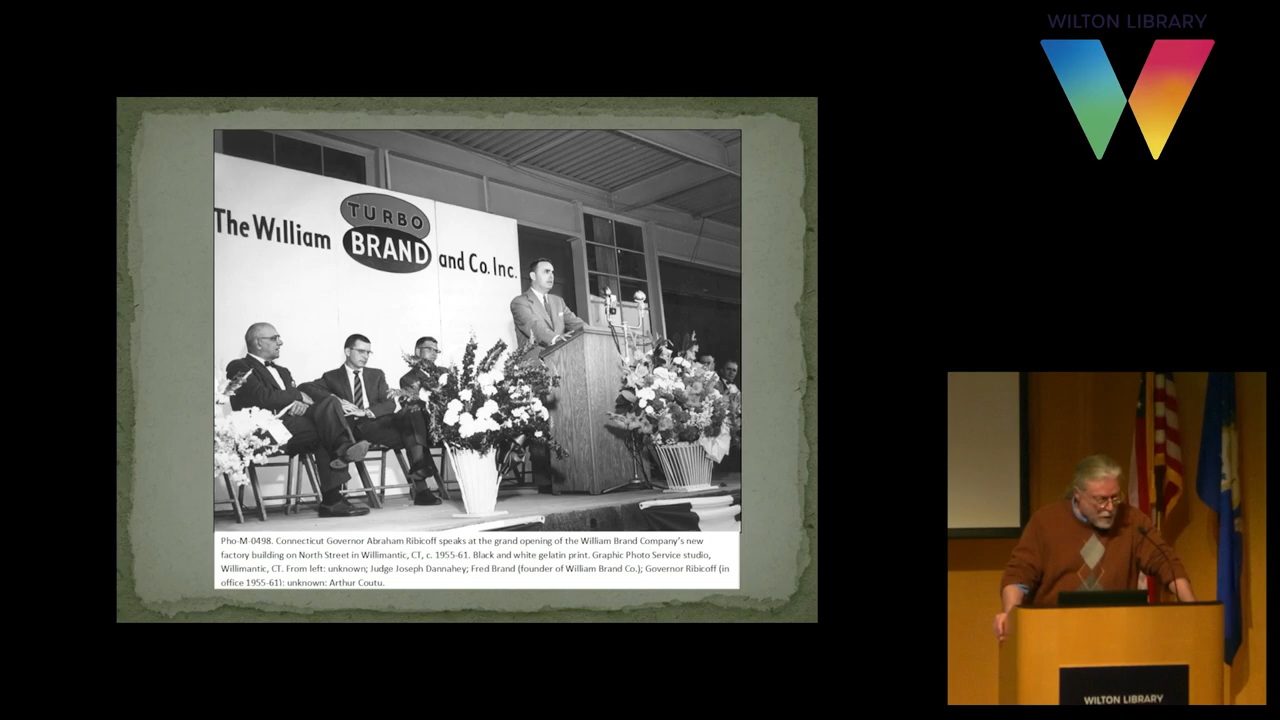 WILTON LIBRARY
The William
TURBO
BRAND
and Co. Inc.
Pho-M-0498. Connecticut Governor Abraham Ribicoff speaks at the grand opening of the William Brand Company's new
factory building on North Street in Willimantic, CT, c. 1955-61. Black and white gelatin print. Graphic Photo Service studio,
Willimantic, CT. From left: unknown; Judge Joseph Dannahey; Fred Brand (founder of William Brand Co.); Governor Ribicoff (in
office 1955-61); unknown: Arthur Coutu.
WILTON LIBRARY